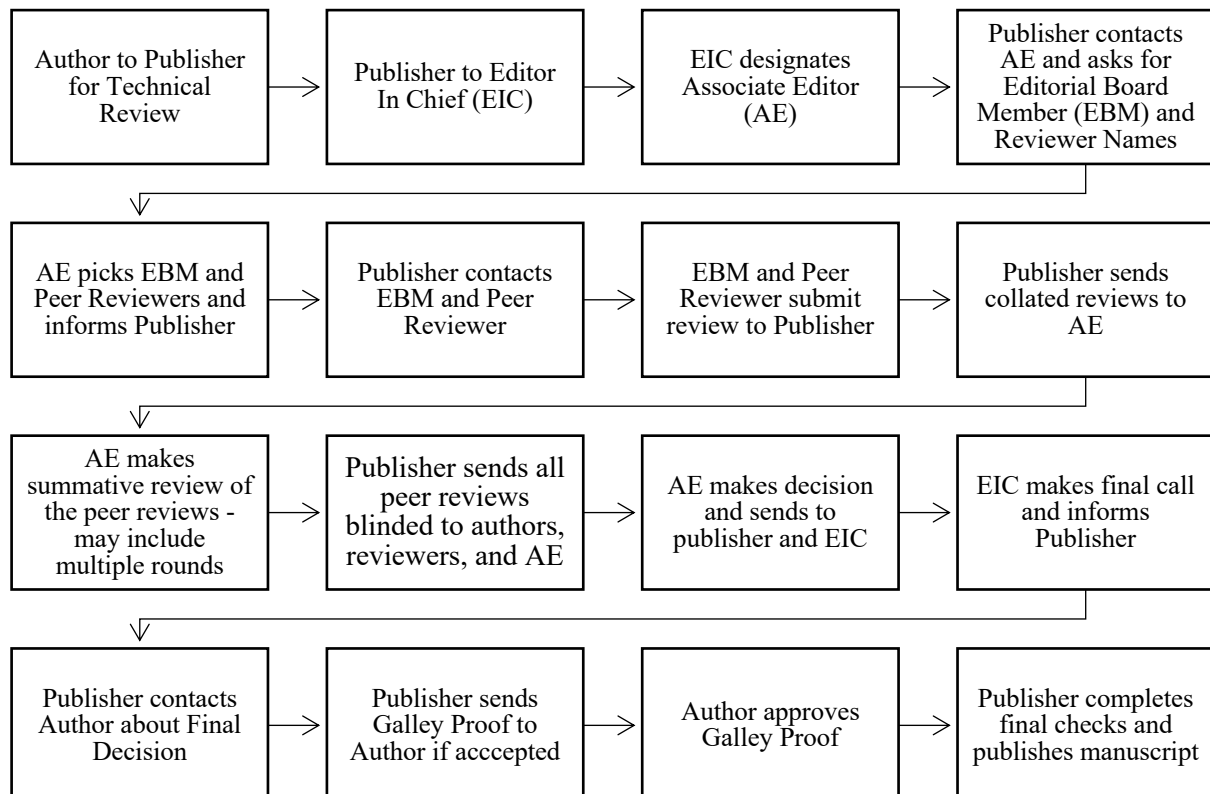 Author to Publisher
for Technical
Review
Publisher to Editor
In Chief (EIC)
EIC designates
Associate Editor
(AE)
Publisher contacts
AE and asks for
Editorial Board
Member (EBM) and
Reviewer Names
AE picks EBM and
Peer Reviewers and
informs Publisher
Publisher contacts
EBM and Peer
Reviewer
EBM and Peer
Reviewer submit
review to Publisher
Publisher sends
collated reviews to
AE
AE makes
summative review of
the peer reviews -
may include
multiple rounds
Publisher sends all
peer reviews
blinded to authors,
reviewers, and AE
AE makes decision
and sends to
publisher and EIC
EIC makes final call
and informs
Publisher
Publisher contacts
Author about Final
Decision
Publisher sends
Galley Proof to
Author if acccepted
Author approves
Galley Proof
Publisher completes
final checks and
publishes manuscript